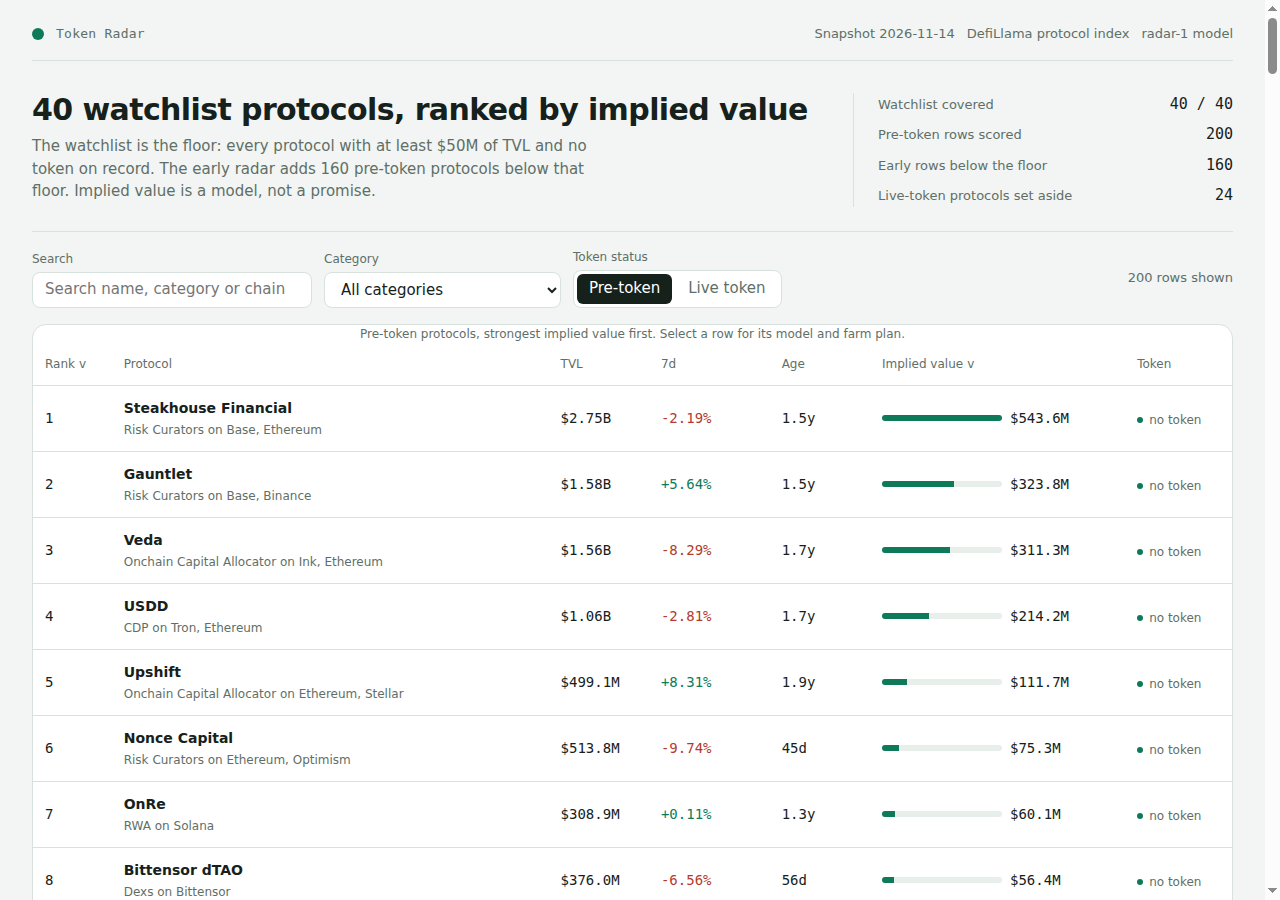 Token Radar
Snapshot 2026-11-14 DefiLlama protocol index radar-1 model
40 watchlist protocols, ranked by implied value
The watchlist is the floor: every protocol with at least $50M of TVL and no
token on record. The early radar adds 160 pre-token protocols below that
floor. Implied value is a model, not a promise.
Watchlist covered 40 / 40
Pre-token rows scored 200
Early rows below the floor 160
Live-token protocols set aside 24
Search
Category
Token status
Search name, category or chain
All categories
Pre-token Live token
200 rows shown
Pre-token protocols, strongest implied value first. Select a row for its model and farm plan.
Rank v Protocol TVL 7d Age Implied value v Token
1 Steakhouse Financial $2.75B -2.19% 1.5y $543.6M no token
Risk Curators on Base, Ethereum
2 Gauntlet $1.58B +5.64% 1.5y $323.8M no token
Risk Curators on Base, Binance
3 Veda $1.56B -8.29% 1.7y $311.3M no token
Onchain Capital Allocator on Ink, Ethereum
4 USDD $1.06B -2.81% 1.7y $214.2M no token
CDP on Tron, Ethereum
5 Upshift $499.1M +8.31% 1.9y $111.7M no token
Onchain Capital Allocator on Ethereum, Stellar
6 Nonce Capital $513.8M -9.74% 45d $75.3M no token
Risk Curators on Ethereum, Optimism
7 OnRe $308.9M +0.11% 1.3y $60.1M no token
RWA on Solana
8 Bittensor dTAO $376.0M -6.56% 56d $56.4M no token
Dexs on Bittensor